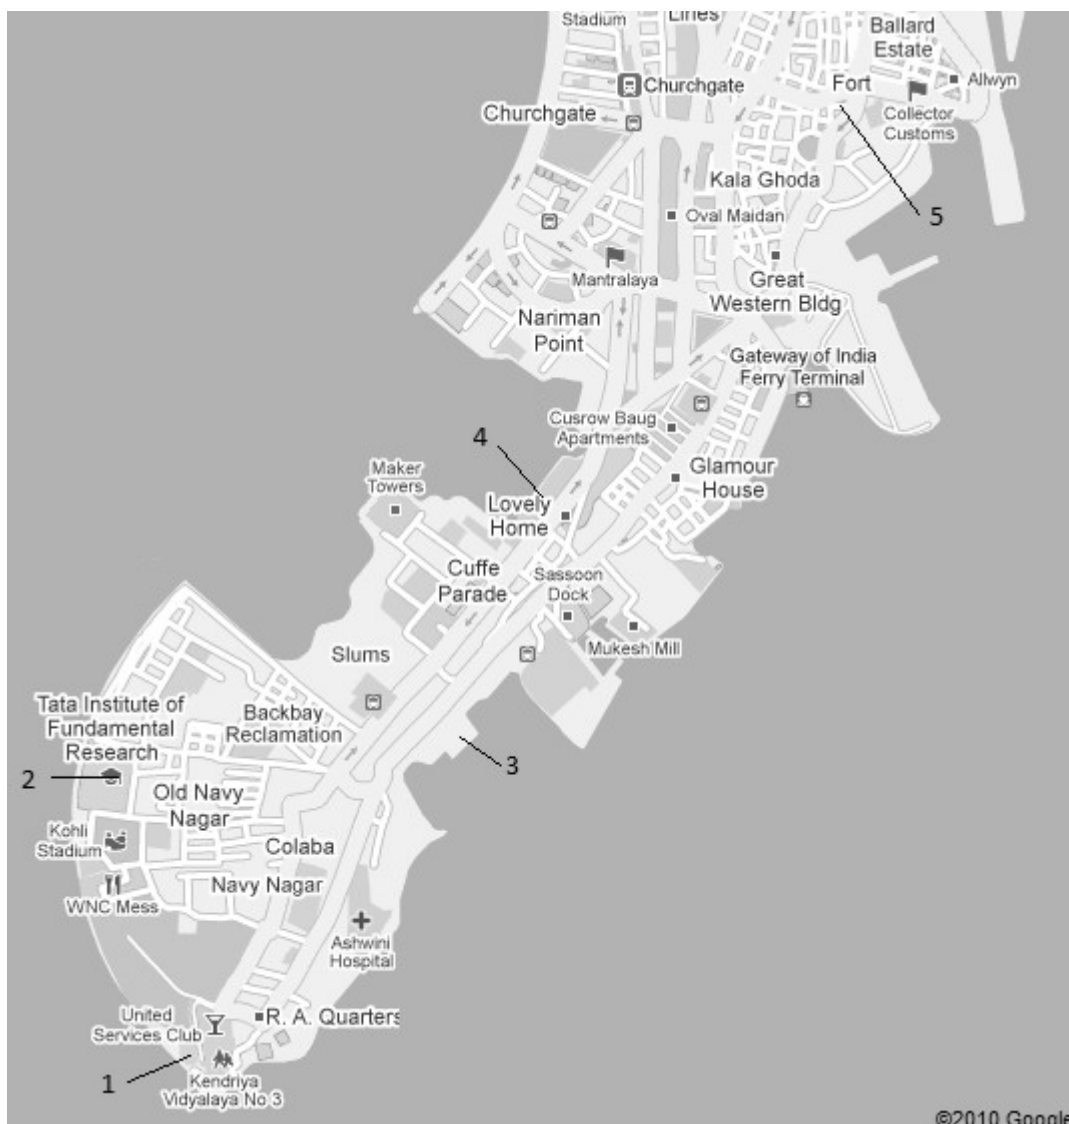 Stadium
Lines
Ballard
Estate
Churchgate
Fort
Allwyn
Churchgate
Collector
Customs
Kala Ghoda
5
Oval Maidan
Mantralaya
Great
Western Bldg
Nariman
Point
Gateway of India
Ferry Terminal
Cusrow Baug
Apartments
4
Maker
Towers
Glamour
House
Lovely
Home
Cuffe
Parade
Sassoon
Dock
Mukesh Mill
Slums
Tata Institute of
Fundamental
Research
Backbay
Reclamation
3
2
Old Navy
Nagar
Kohli
Stadium
Colaba
Navy Nagar
WNC Mess
Ashwini
Hospital
United
Services Club
R. A. Quarters
1
Kendriya
Vidyalaya No 3
©2010 Google